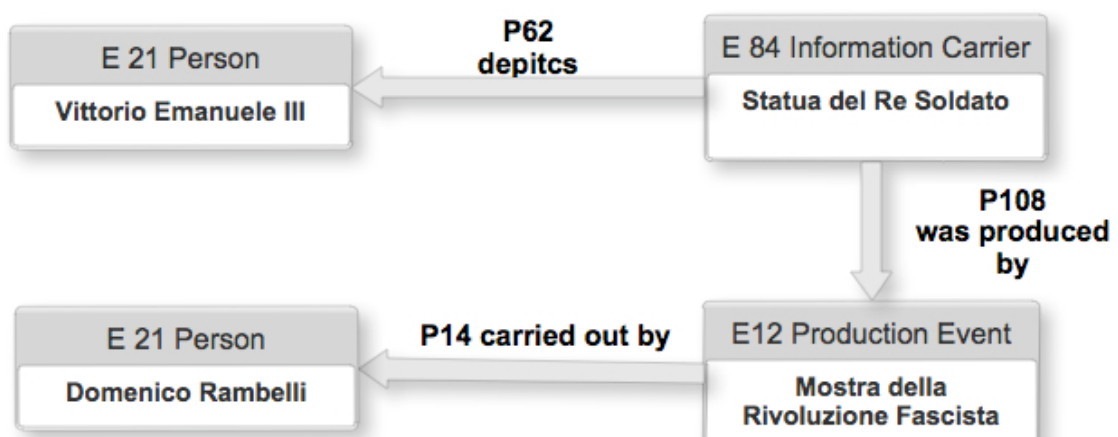 E 21 Person
Vittorio Emanuele III
P62
depitcs
E 84 Information Carrier
Statua del Re Soldato
P108
was produced
by
E 21 Person
Domenico Rambelli
P14 carried out by
E12 Production Event
Mostra della
Rivoluzione Fascista